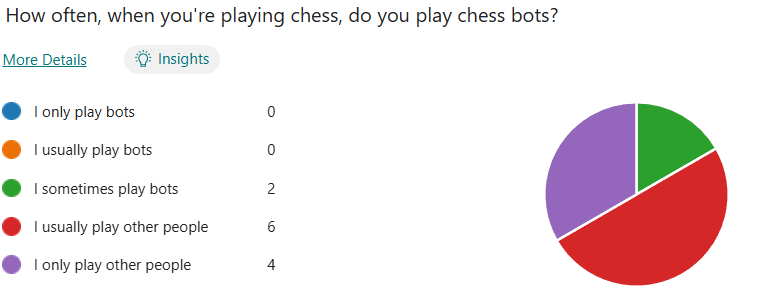 How often, when you're playing chess, do you play chess bots?
More Details Insights
I only play bots 0
I usually play bots 0
I sometimes play bots 2
I usually play other people 6
I only play other people 4